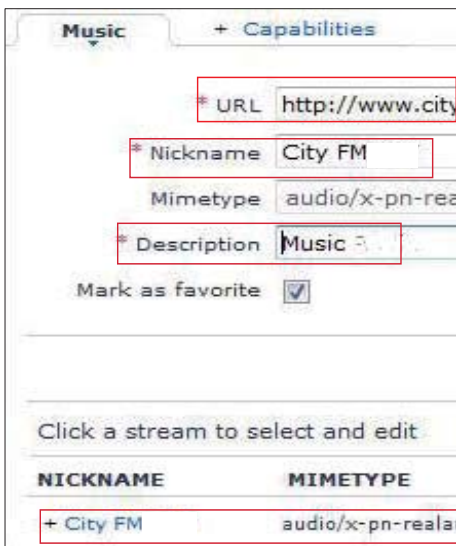 Music + Capabilities
* URL http://www.city
* Nickname City FM
Mimetype audio/x-pn-rea
* Description Music
Mark as favorite
Click a stream to select and edit
NICKNAME MIMETYPE
+ City FM audio/x-pn-realar